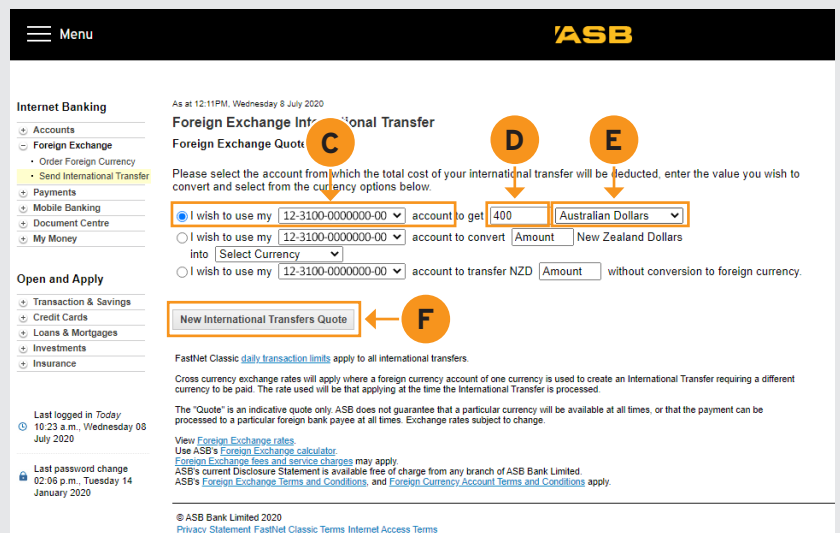 Menu
ASB
Internet Banking
Accounts
Foreign Exchange
Order Foreign Currency
Send International Transfer
Payments
Mobile Banking
Document Centre
My Money
Open and Apply
Transaction & Savings
Credit Cards
Loans & Mortgages
Investments
Insurance
Last logged in Today
10:23 a.m., Wednesday 08
July 2020
Last password change
02:06 p.m., Tuesday 14
January 2020
As at 12:11PM, Wednesday 8 July 2020
Foreign Exchange International Transfer
Foreign Exchange Quote
C
D
E
Please select the account from which the total cost of your international transfer will be deducted, enter the value you wish to
convert and select from the currency options below.
I wish to use my 12-3100-0000000-00 account to get 400 Australian Dollars
I wish to use my 12-3100-0000000-00 account to convert Amount New Zealand Dollars
into Select Currency
I wish to use my 12-3100-0000000-00 account to transfer NZD Amount without conversion to foreign currency.
New International Transfers Quote
F
FastNet Classic daily transaction limits apply to all international transfers.
Cross currency exchange rates will apply where a foreign currency account of one currency is used to create an International Transfer requiring a different
currency to be paid. The rate used will be that applying at the time the International Transfer is processed.
The "Quote" is an indicative quote only. ASB does not guarantee that a particular currency will be available at all times, or that the payment can be
processed to a particular foreign bank payee at all times. Exchange rates subject to change.
View Foreign Exchange rates.
Use ASB's Foreign Exchange calculator.
Foreign Exchange fees and service charges may apply.
ASB's current Disclosure Statement is available free of charge from any branch of ASB Bank Limited.
ASB's Foreign Exchange Terms and Conditions, and Foreign Currency Account Terms and Conditions apply.
© ASB Bank Limited 2020
Privacy Statement FastNet Classic Terms Internet Access Terms